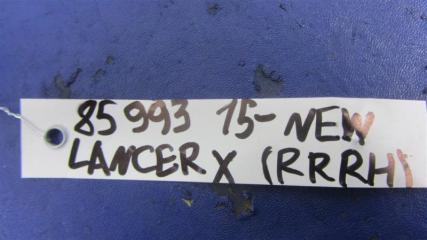 85993 15-NEW
LANCER X (RRRH)